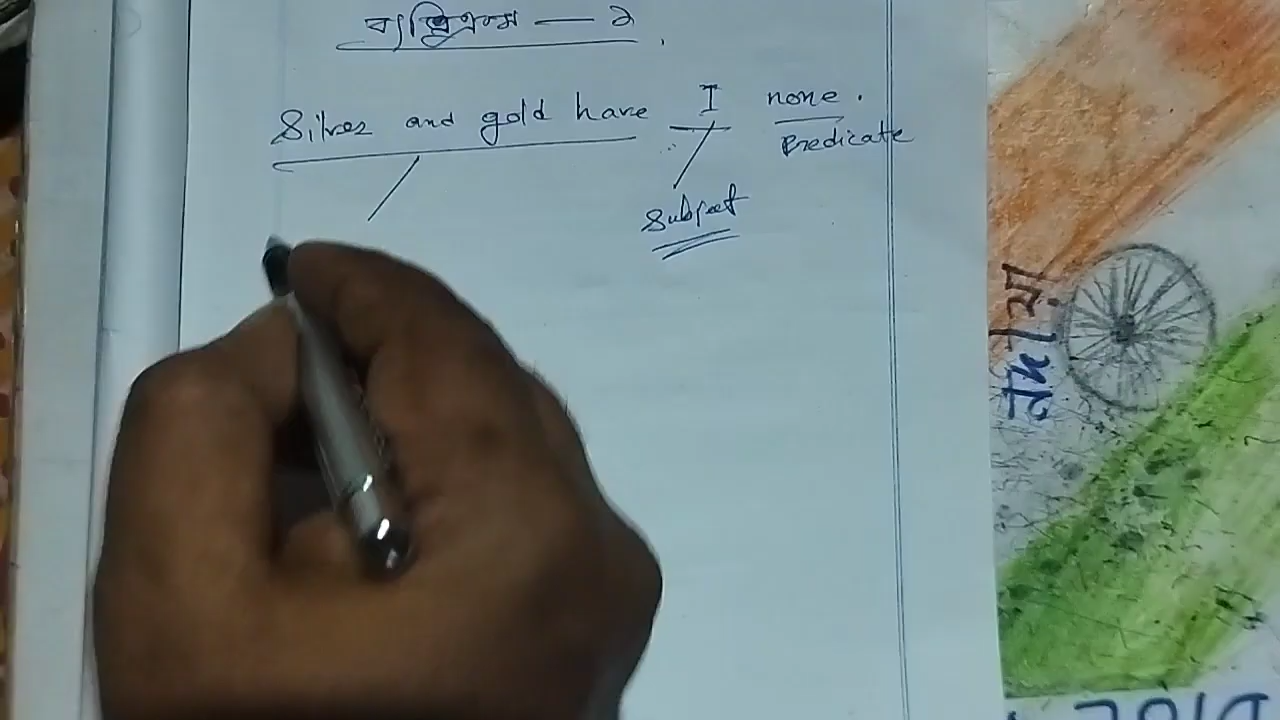 ব্যতিক্রম — ২
Silver and gold have I none.
Predicate
Subject